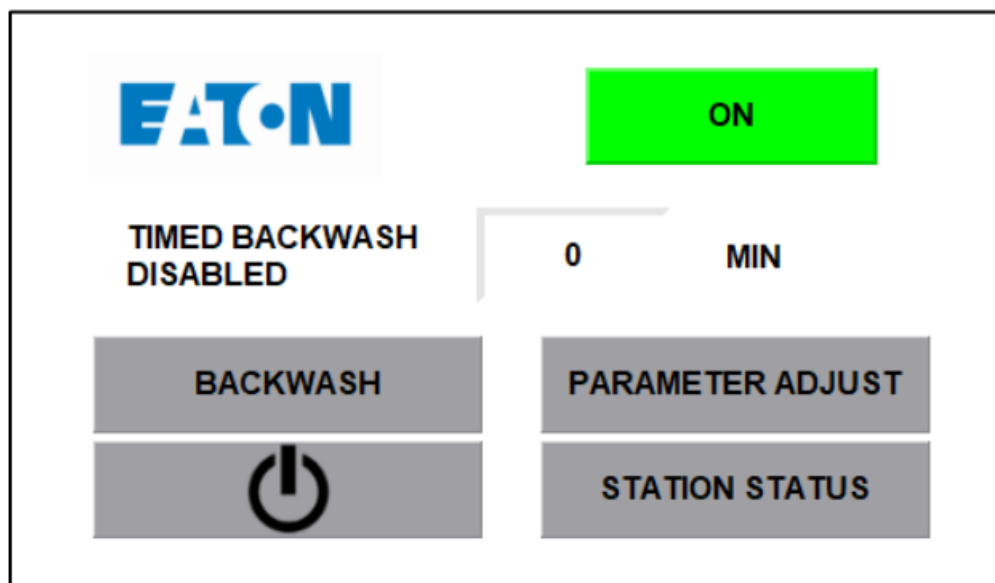 EATON
ON
TIMED BACKWASH
DISABLED
0 MIN
BACKWASH
PARAMETER ADJUST
STATION STATUS